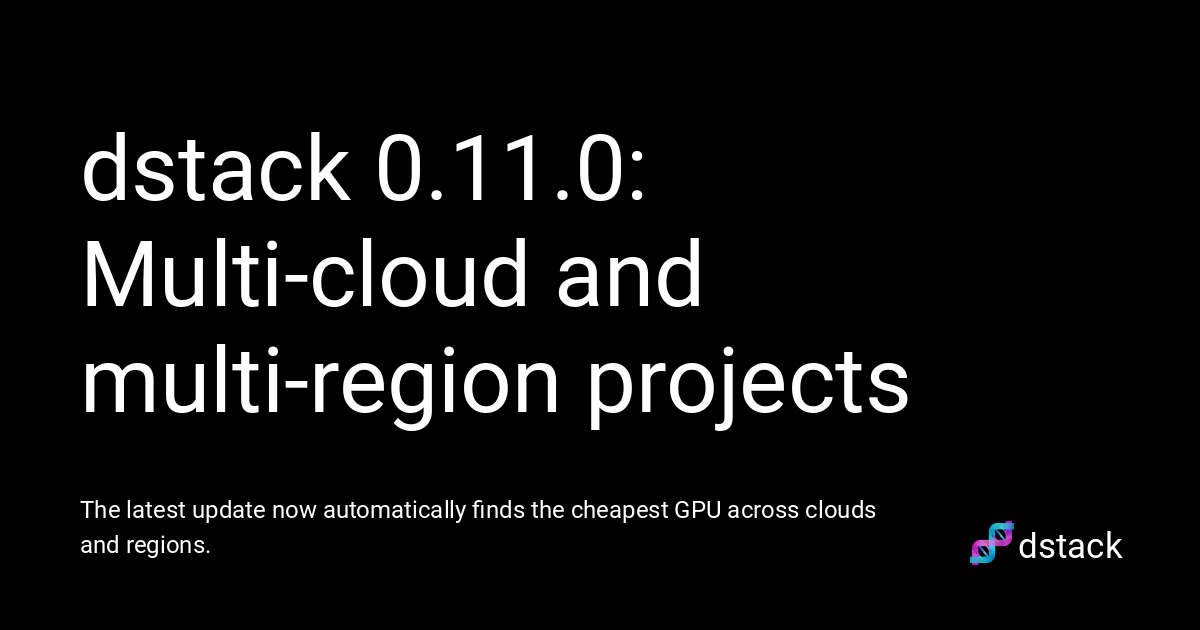 dstack 0.11.0:
Multi-cloud and
multi-region projects
The latest update now automatically finds the cheapest GPU across clouds
and regions.
dstack